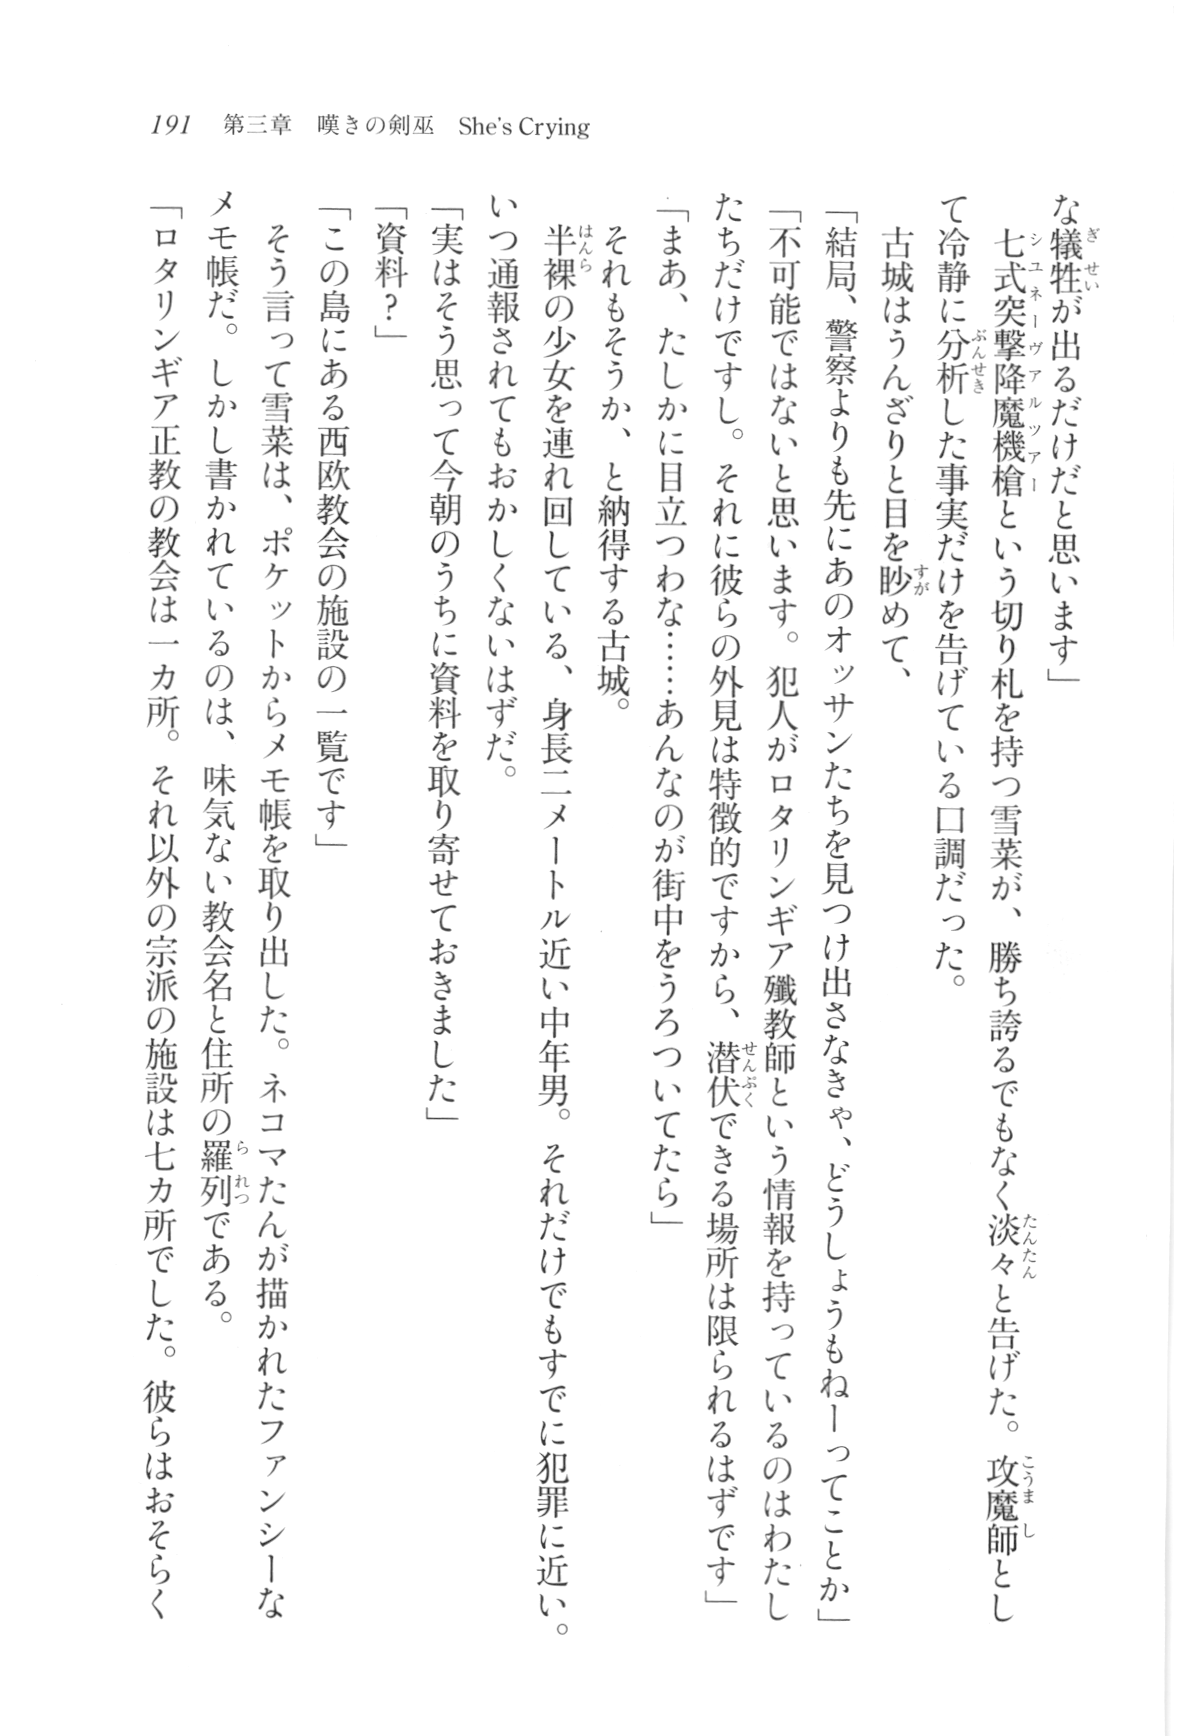 191　第三章　嘆きの剣巫　She's Crying
な犠牲が出るだけだと思います」
　七式突撃降魔機槍という切り札を持つ雪菜が、勝ち誇るでもなく淡々と告げた。攻魔師とし
て冷静に分析した事実だけを告げている口調だった。
　古城はうんざりと目を眇めて、
「結局、警察よりも先にあのオッサンたちを見つけ出さなきゃ、どうしょうもねーってことか」
「不可能ではないと思います。犯人がロタリンギア殲教師という情報を持っているのはわたし
たちだけですし。それに彼らの外見は特徴的ですから、潜伏できる場所は限られるはずです」
「まあ、たしかに目立つわな……あんなのが街中をうろついてたら」
　それもそうか、と納得する古城。
　半裸の少女を連れ回している、身長二メートル近い中年男。それだけでもすでに犯罪に近い。
いつ通報されてもおかしくないはずだ。
「実はそう思って今朝のうちに資料を取り寄せておきました」
「資料？」
「この島にある西欧教会の施設の一覧です」
　そう言って雪菜は、ポケットからメモ帳を取り出した。ネコマたんが描かれたファンシーな
メモ帳だ。しかし書かれているのは、味気ない教会名と住所の羅列である。
「ロタリンギア正教の教会は一カ所。それ以外の宗派の施設は七カ所でした。彼らはおそらく